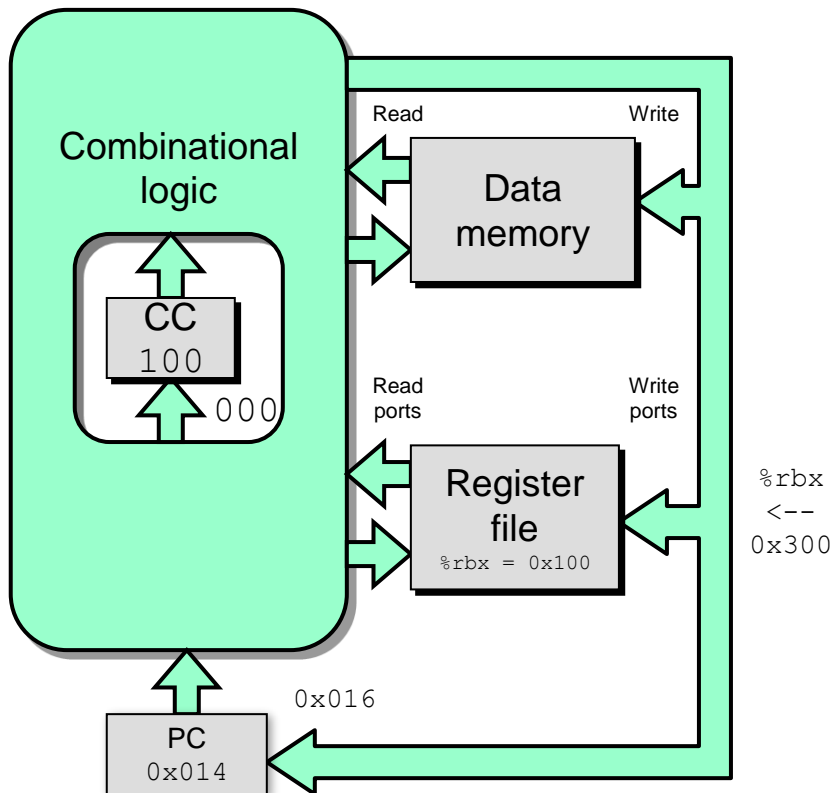 Combinational
logic
CC
100
000
Read
Write
Data
memory
Read
ports
Write
ports
Register
file
%rbx = 0x100
%rbx
<--
0x300
0x016
PC
0x014